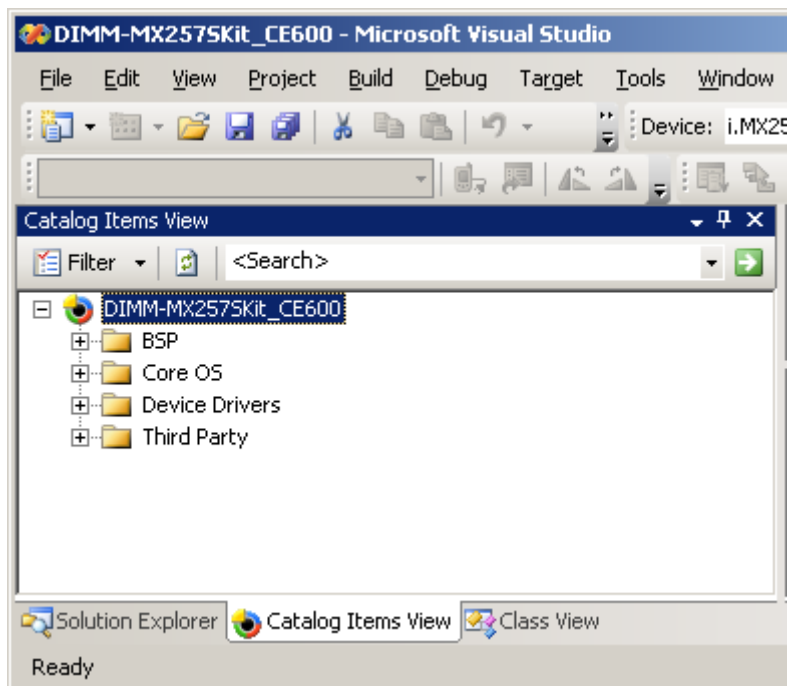 DIMM-MX257SKit_CE600 - Microsoft Visual Studio
File Edit View Project Build Debug Target Tools Window
Device: i.MX25
Catalog Items View
Filter <Search>
DIMM-MX257SKit_CE600
BSP
Core OS
Device Drivers
Third Party
Solution Explorer Catalog Items View Class View
Ready